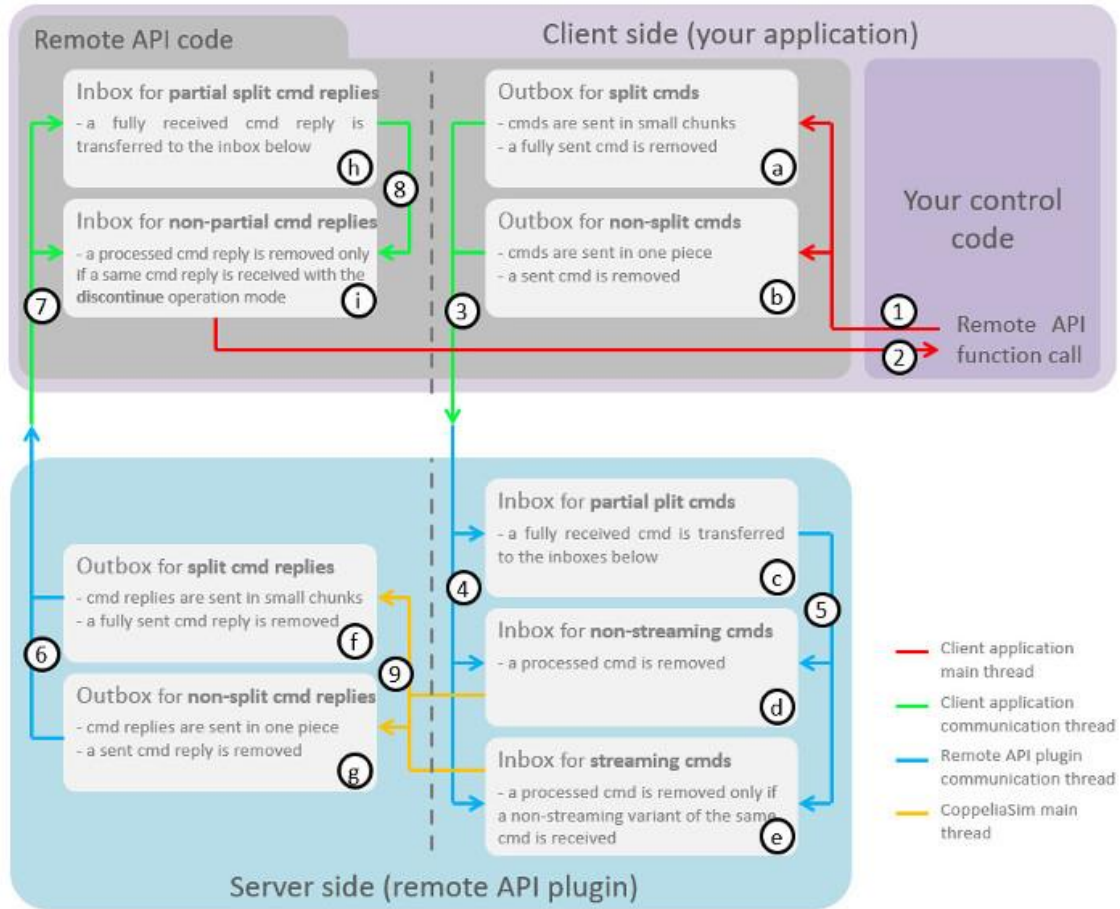 Remote API code
Client side (your application)
Inbox for partial split cmd replies
- a fully received cmd reply is
transferred to the inbox below
h
8
Inbox for non-partial cmd replies
- a processed cmd reply is removed only
if a same cmd reply is received with the
discontinue operation mode
i
7
Outbox for split cmds
- cmds are sent in small chunks
- a fully sent cmd is removed
a
Outbox for non-split cmds
- cmds are sent in one piece
- a sent cmd is removed
b
3
Your control
code
1
Remote API
function call
2
Inbox for partial plit cmds
- a fully received cmd is transferred
to the inboxes below
c
4
5
Inbox for non-streaming cmds
- a processed cmd is removed
d
Inbox for streaming cmds
- a processed cmd is removed only if
a non-streaming variant of the same
cmd is received
e
Outbox for split cmd replies
- cmd replies are sent in small chunks
- a fully sent cmd reply is removed
f
6
9
Outbox for non-split cmd replies
- cmd replies are sent in one piece
- a sent cmd reply is removed
g
Server side (remote API plugin)
Client application
main thread
Client application
communication thread
Remote API plugin
communication thread
CoppeliaSim main
thread